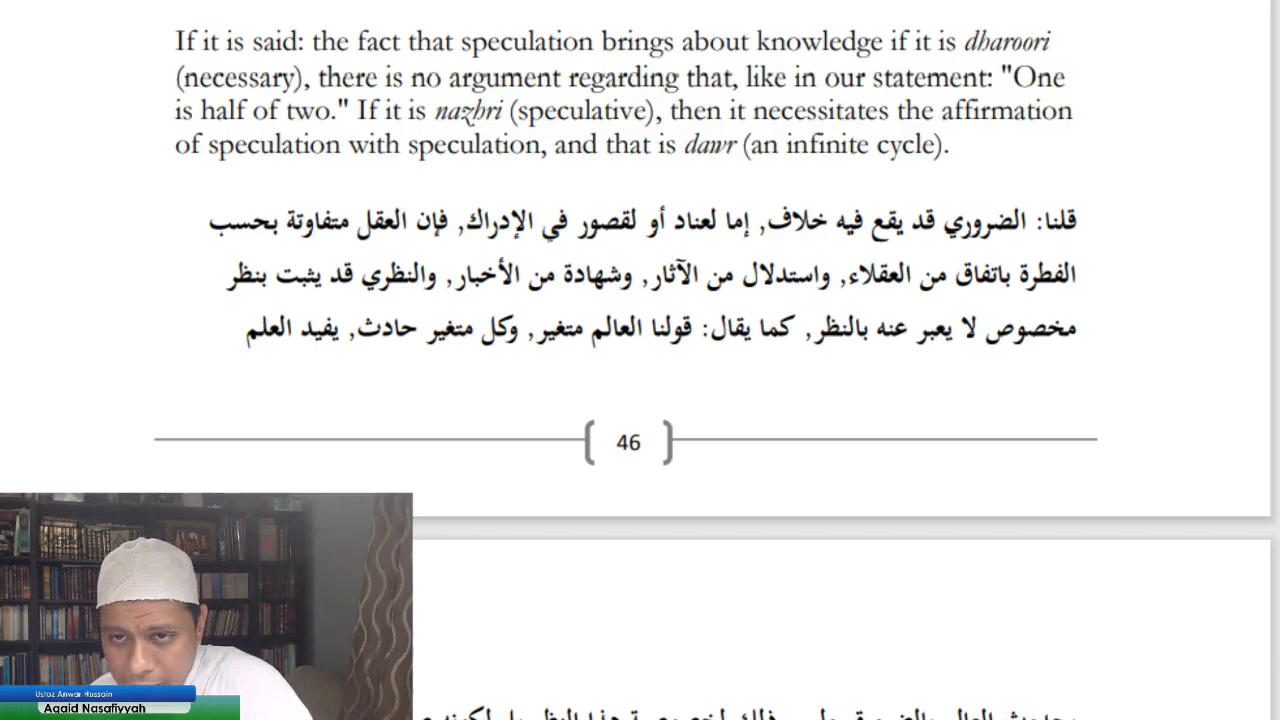 If it is said: the fact that speculation brings about knowledge if it is dharoori
(necessary), there is no argument regarding that, like in our statement: "One
is half of two." If it is nazhri (speculative), then it necessitates the affirmation
of speculation with speculation, and that is dawr (an infinite cycle).
قلنا: الضروري قد يقع فيه خلاف, إما لعناد أو لقصور في الإدراك, فإن العقل متفاوتة بحسب
الفطرة باتفاق من العقلاء, واستدلال من الآثار, وشهادة من الأخبار, والنظري قد يثبت بنظر
مخصوص لا يعبر عنه بالنظر, كما يقال: قولنا العالم متغير, وكل متغير حادث, يفيد العلم
46
Ustaz Anwar Hussain
Aqaid Nasafiyyah